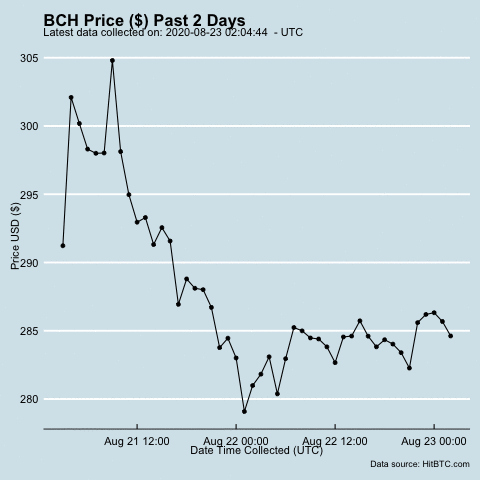 BCH Price ($) Past 2 Days
Latest data collected on: 2020-08-23 02:04:44 - UTC
305
300
295
290
285
280
Price USD ($)
Aug 21 12:00 Aug 22 00:00 Aug 22 12:00 Aug 23 00:00
Date Time Collected (UTC)
Data source: HitBTC.com